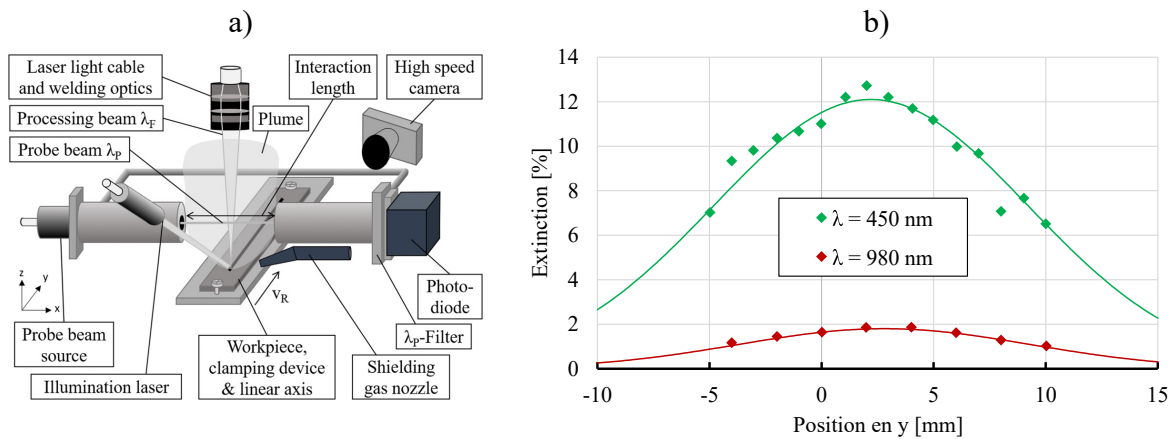 a)
Laser light cable
and welding optics
Processing beam λF
Probe beam λP
Interaction
length
Plume
High speed
camera
z
y
x
vR
Probe beam
source
Illumination laser
Workpiece,
clamping device
& linear axis
Shielding
gas nozzle
λP-Filter
Photo-
diode
b)
Extinction [%]
14
12
10
8
6
4
2
0
λ = 450 nm
λ = 980 nm
-10
-5
0
5
10
15
Position en y [mm]